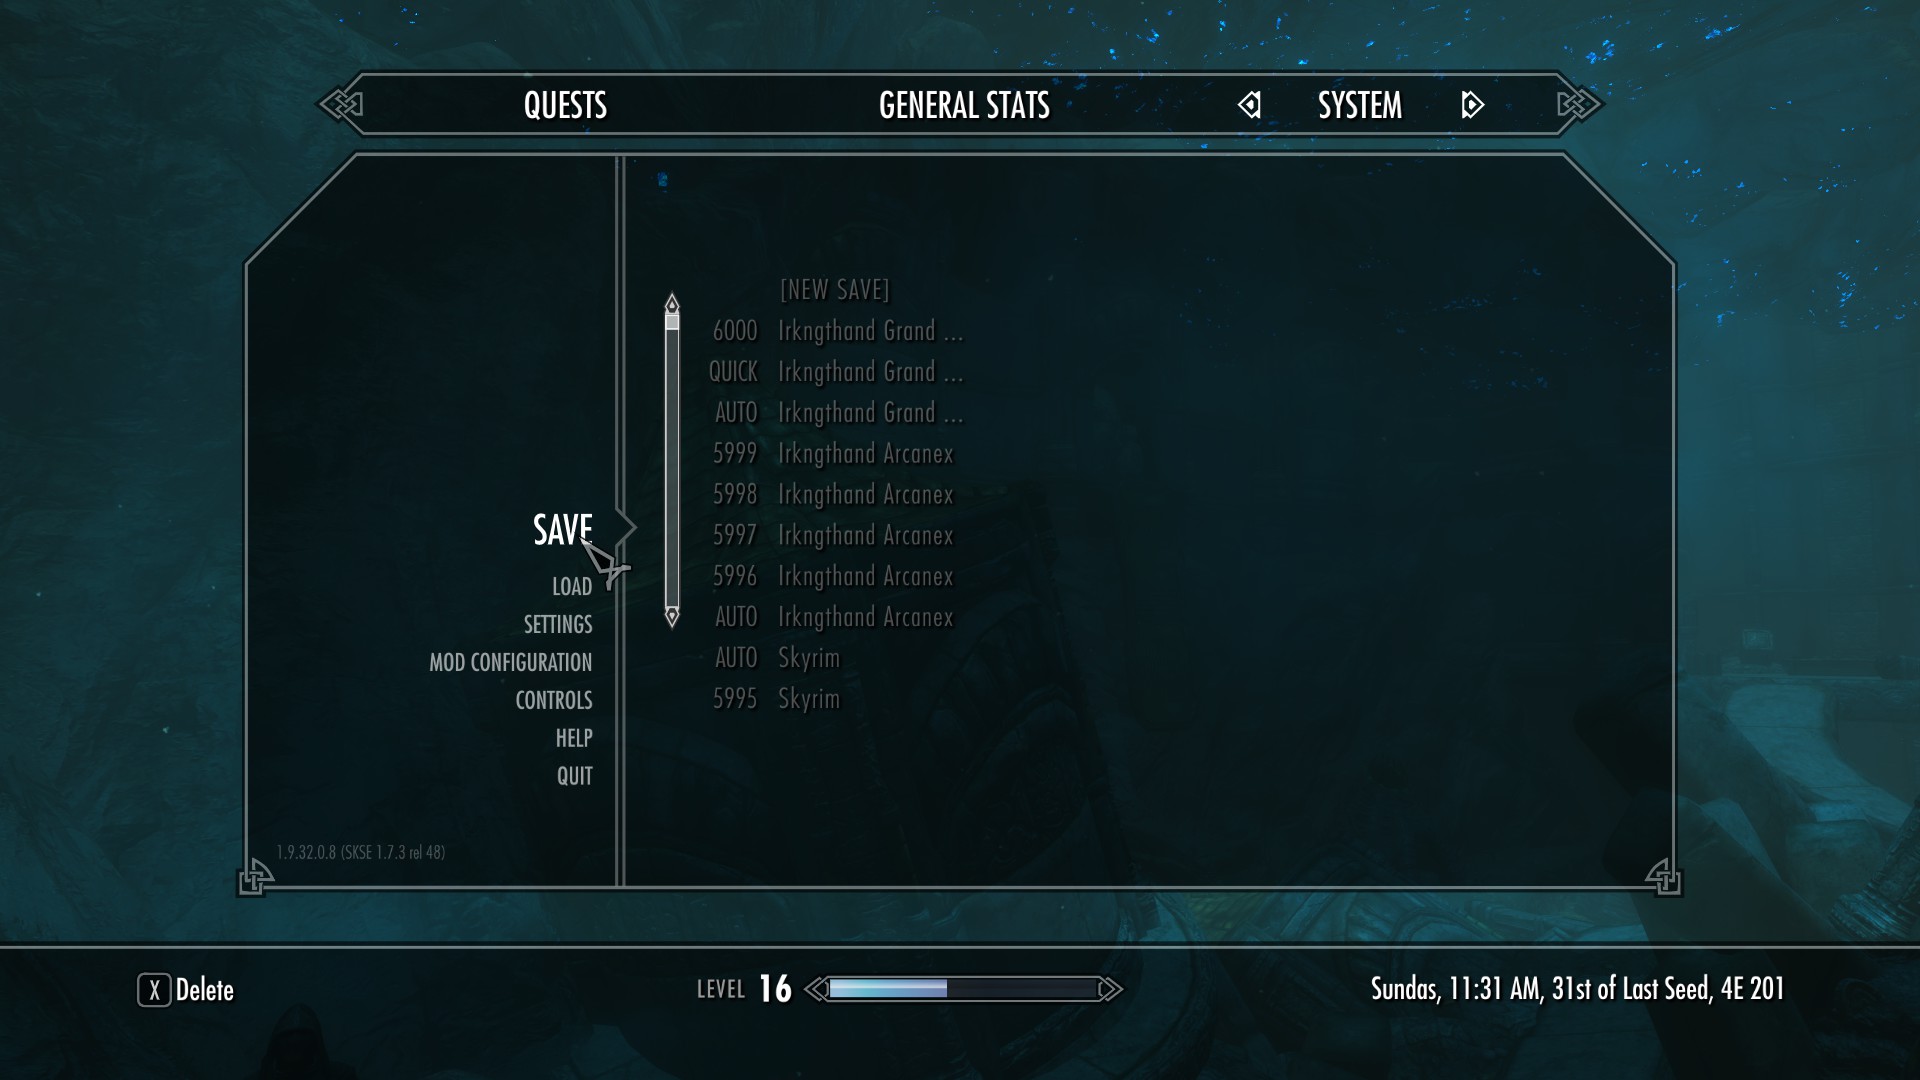 QUESTS
GENERAL STATS
SYSTEM
[NEW SAVE]
6000 Irkngthand Grand ...
QUICK Irkngthand Grand ...
AUTO Irkngthand Grand ...
5999 Irkngthand Arcanex
5998 Irkngthand Arcanex
5997 Irkngthand Arcanex
5996 Irkngthand Arcanex
AUTO Irkngthand Arcanex
AUTO Skyrim
5995 Skyrim
SAVE
LOAD
SETTINGS
MOD CONFIGURATION
CONTROLS
HELP
QUIT
1.9.32.0.8 (SKSE 1.7.3 rel 48)
X Delete
LEVEL 16
Sundas, 11:31 AM, 31st of Last Seed, 4E 201